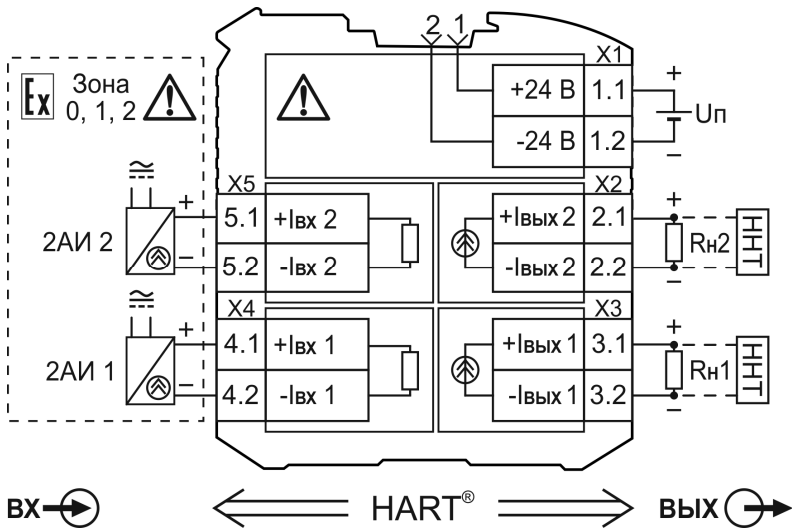 2 1
X1
Ex Зона
0, 1, 2
+24 В 1.1
+
Uп
-24 В 1.2
–
X5 X2
+ 5.1 +Iвх 2 +Iвых 2 2.1 +
2АИ 2 Rн2 ННТ
– 5.2 -Iвх 2 -Iвых 2 2.2 –
X4 X3
+ 4.1 +Iвх 1 +Iвых 1 3.1 +
2АИ 1 Rн1 ННТ
– 4.2 -Iвх 1 -Iвых 1 3.2 –
ВХ HART® ВЫХ